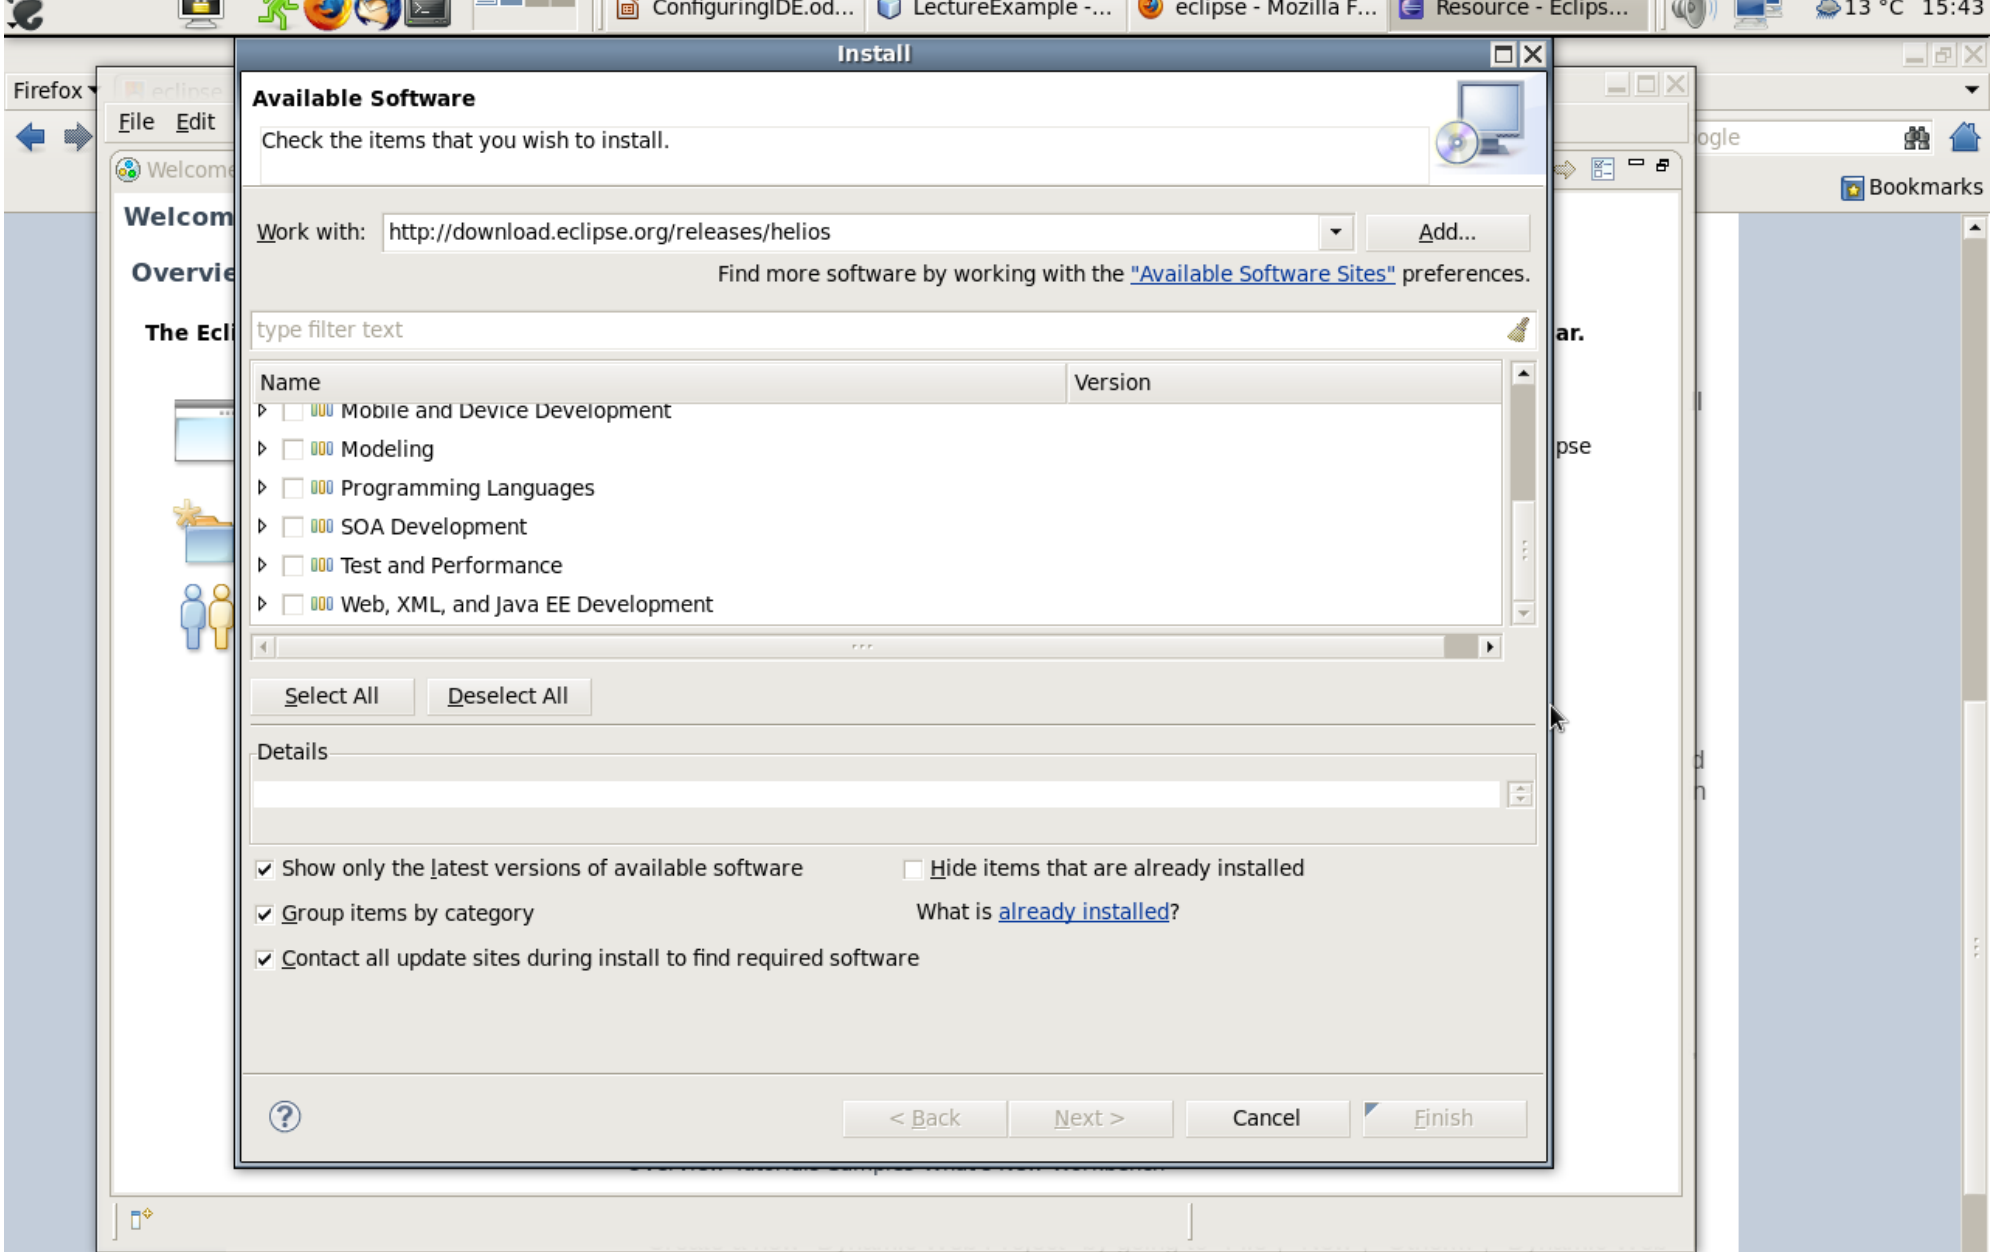 ConfiguringIDE.od... LectureExample -... eclipse - Mozilla F... Resource - Eclips... 13 °C 15:43
Install
Firefox eclipse
Available Software
File Edit
Check the items that you wish to install.
ogle
Welcome
Bookmarks
Welcom
Work with: http://download.eclipse.org/releases/helios Add...
Overvie
Find more software by working with the "Available Software Sites" preferences.
The Ecli
type filter text
ar.
Name Version
Mobile and Device Development
Modeling
pse
Programming Languages
SOA Development
Test and Performance
Web, XML, and Java EE Development
Select All Deselect All
Details
d
n
Show only the latest versions of available software Hide items that are already installed
Group items by category What is already installed?
Contact all update sites during install to find required software
? < Back Next > Cancel Finish